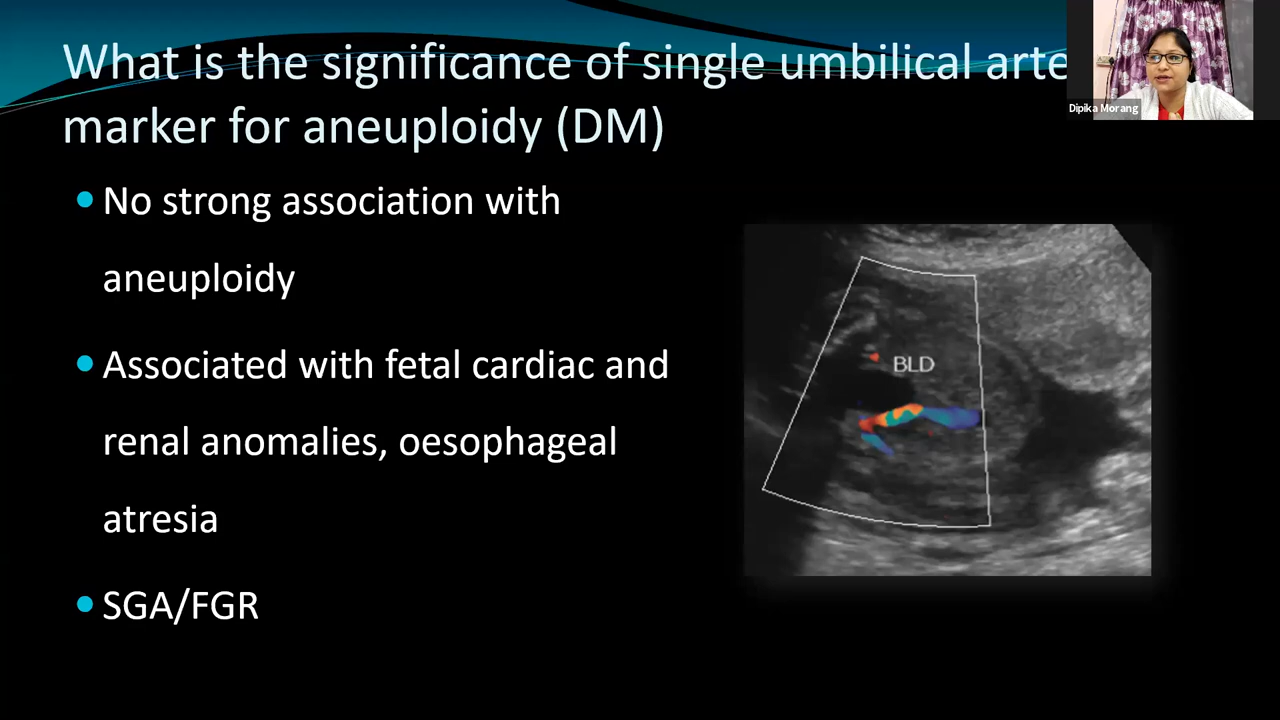 What is the significance of single umbilical
marker for aneuploidy (DM)
Dipika Morang
No strong association with
aneuploidy
Associated with fetal cardiac and
renal anomalies, oesophageal
atresia
SGA/FGR
BLD